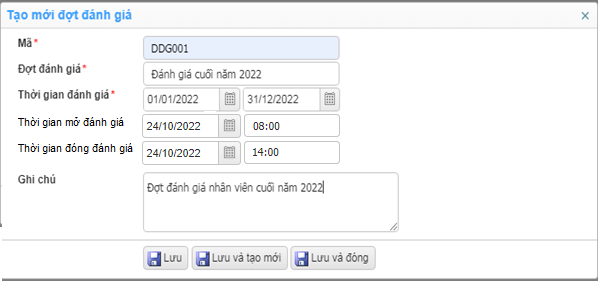 Tạo mới đợt đánh giá
Mã* DDG001
Đợt đánh giá* Đánh giá cuối năm 2022
Thời gian đánh giá* 01/01/2022 31/12/2022
Thời gian mở đánh giá 24/10/2022 08:00
Thời gian đóng đánh giá 24/10/2022 14:00
Ghi chú Đợt đánh giá nhân viên cuối năm 2022
Lưu Lưu và tạo mới Lưu và đóng